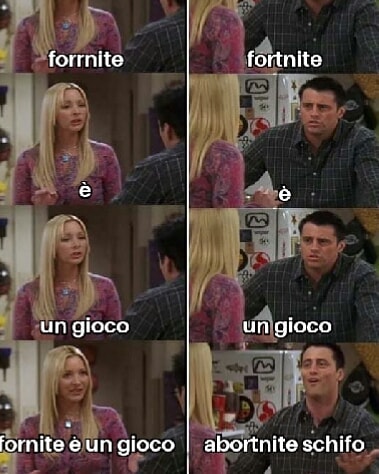 forrnite
fortnite
è
è
un gioco
un gioco
fornite è un gioco
abortnite schifo